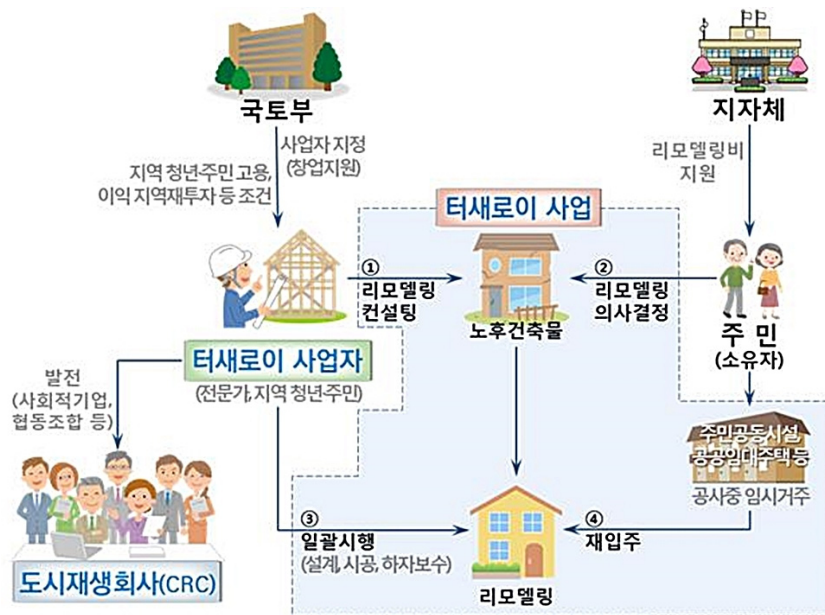 국토부
지자체
사업자 지정
(창업지원)
지역 청년·주민 고용,
이익 지역재투자 등 조건
리모델링비
지원
터새로이 사업
①
리모델링
컨설팅
②
리모델링
의사결정
노후건축물
주 민
(소유자)
터새로이 사업자
(전문가, 지역 청년·주민)
발전
(사회적기업,
협동조합 등)
주민공동시설
공공임대주택 등
공사중 임시거주
③
일괄시행
(설계, 시공, 하자보수)
④
재입주
도시재생회사(CRC)
리모델링